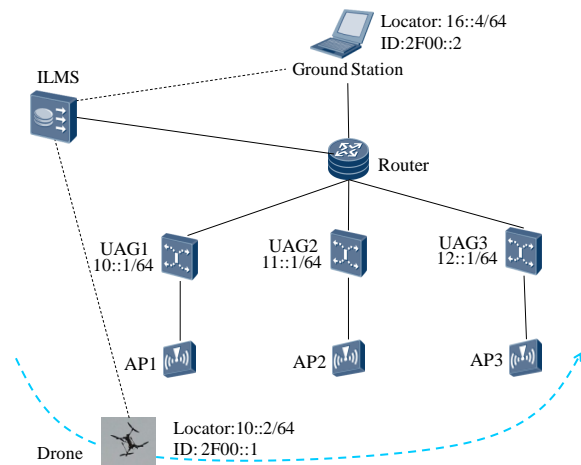 Locator: 16::4/64
ID:2F00::2
ILMS
Ground Station
Router
UAG1
10::1/64
UAG2
11::1/64
UAG3
12::1/64
AP1
AP2
AP3
Locator:10::2/64
ID: 2F00::1
Drone